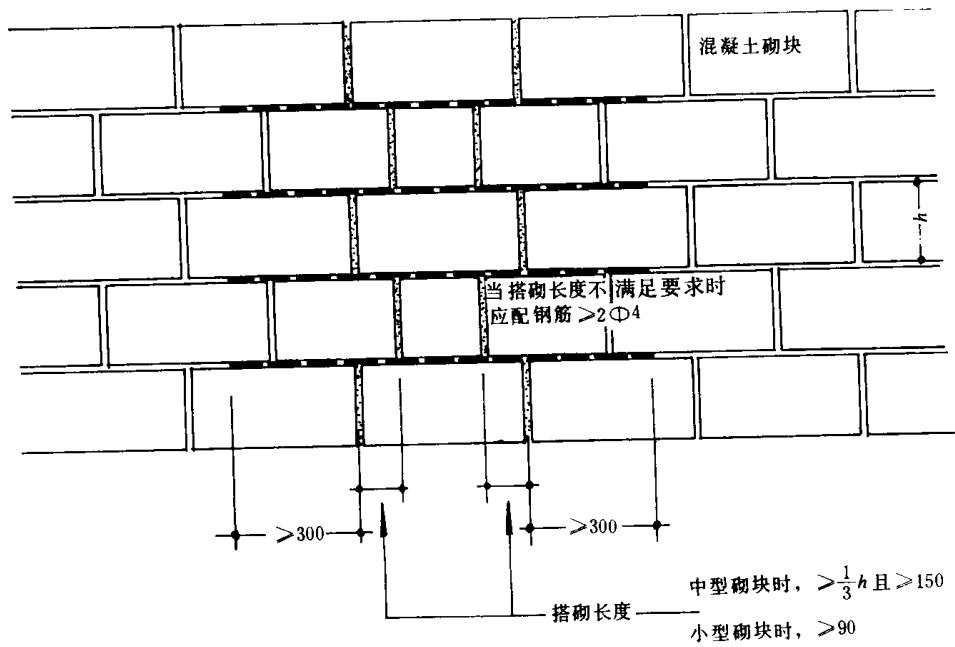 混凝土砌块
h
当搭砌长度不满足要求时
应配钢筋⩾2Φ4
⩾300
⩾300
中型砌块时，⩾1/3h且⩾150
搭砌长度
小型砌块时，⩾90